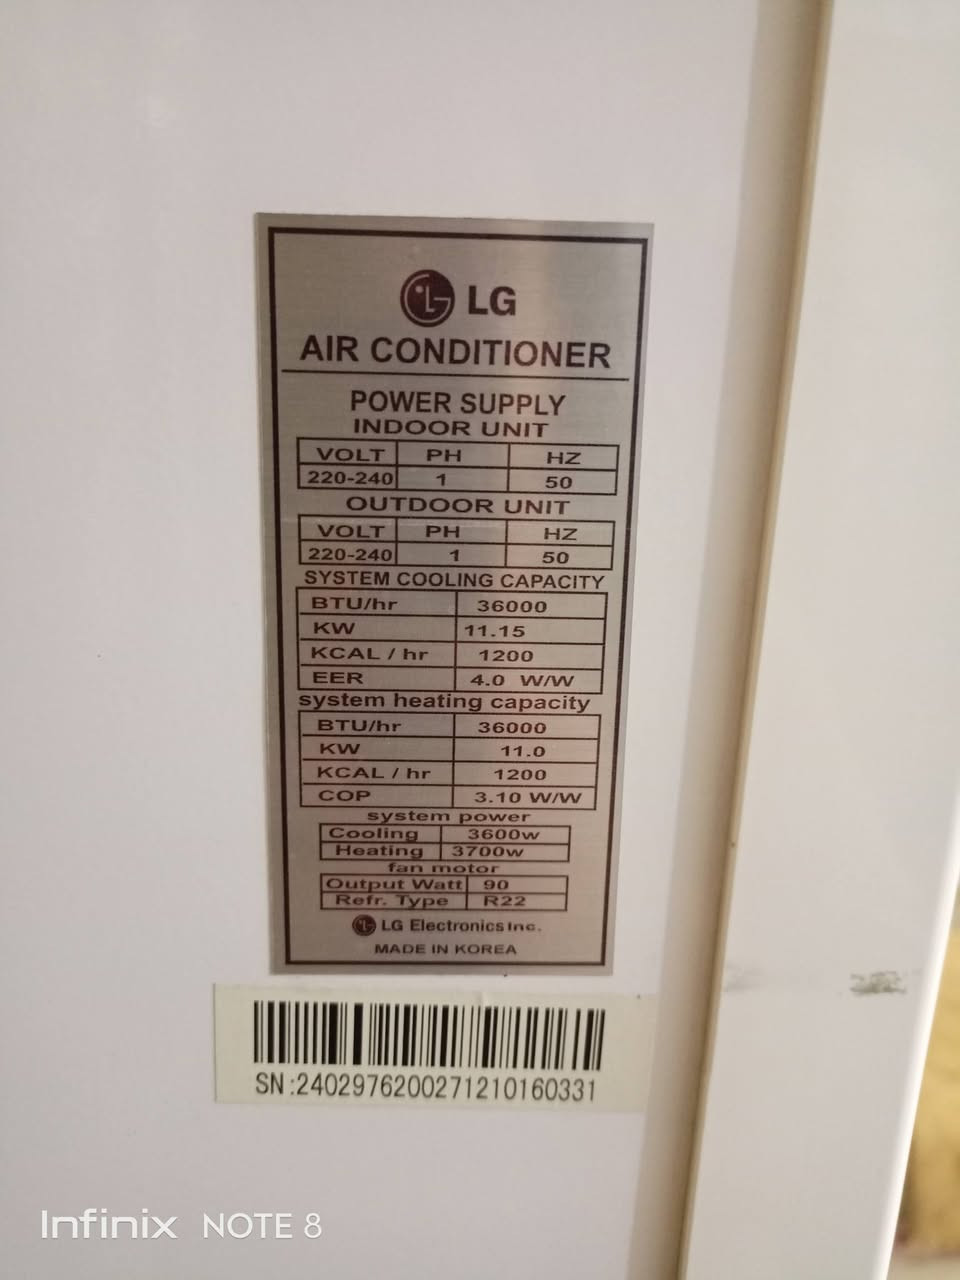 LG
AIR CONDITIONER
POWER SUPPLY
INDOOR UNIT
VOLT PH HZ
220-240 1 50
OUTDOOR UNIT
VOLT PH HZ
220-240 1 50
SYSTEM COOLING CAPACITY
BTU/hr 36000
KW 11.15
KCAL / hr 1200
EER 4.0 W/W
system heating capacity
BTU/hr 36000
KW 11.0
KCAL / hr 1200
COP 3.10 W/W
system power
Cooling 3600w
Heating 3700w
fan motor
Output Watt 90
Refr. Type R22
LG Electronics Inc.
MADE IN KOREA
SN:2402976200271210160331
Infinix NOTE 8